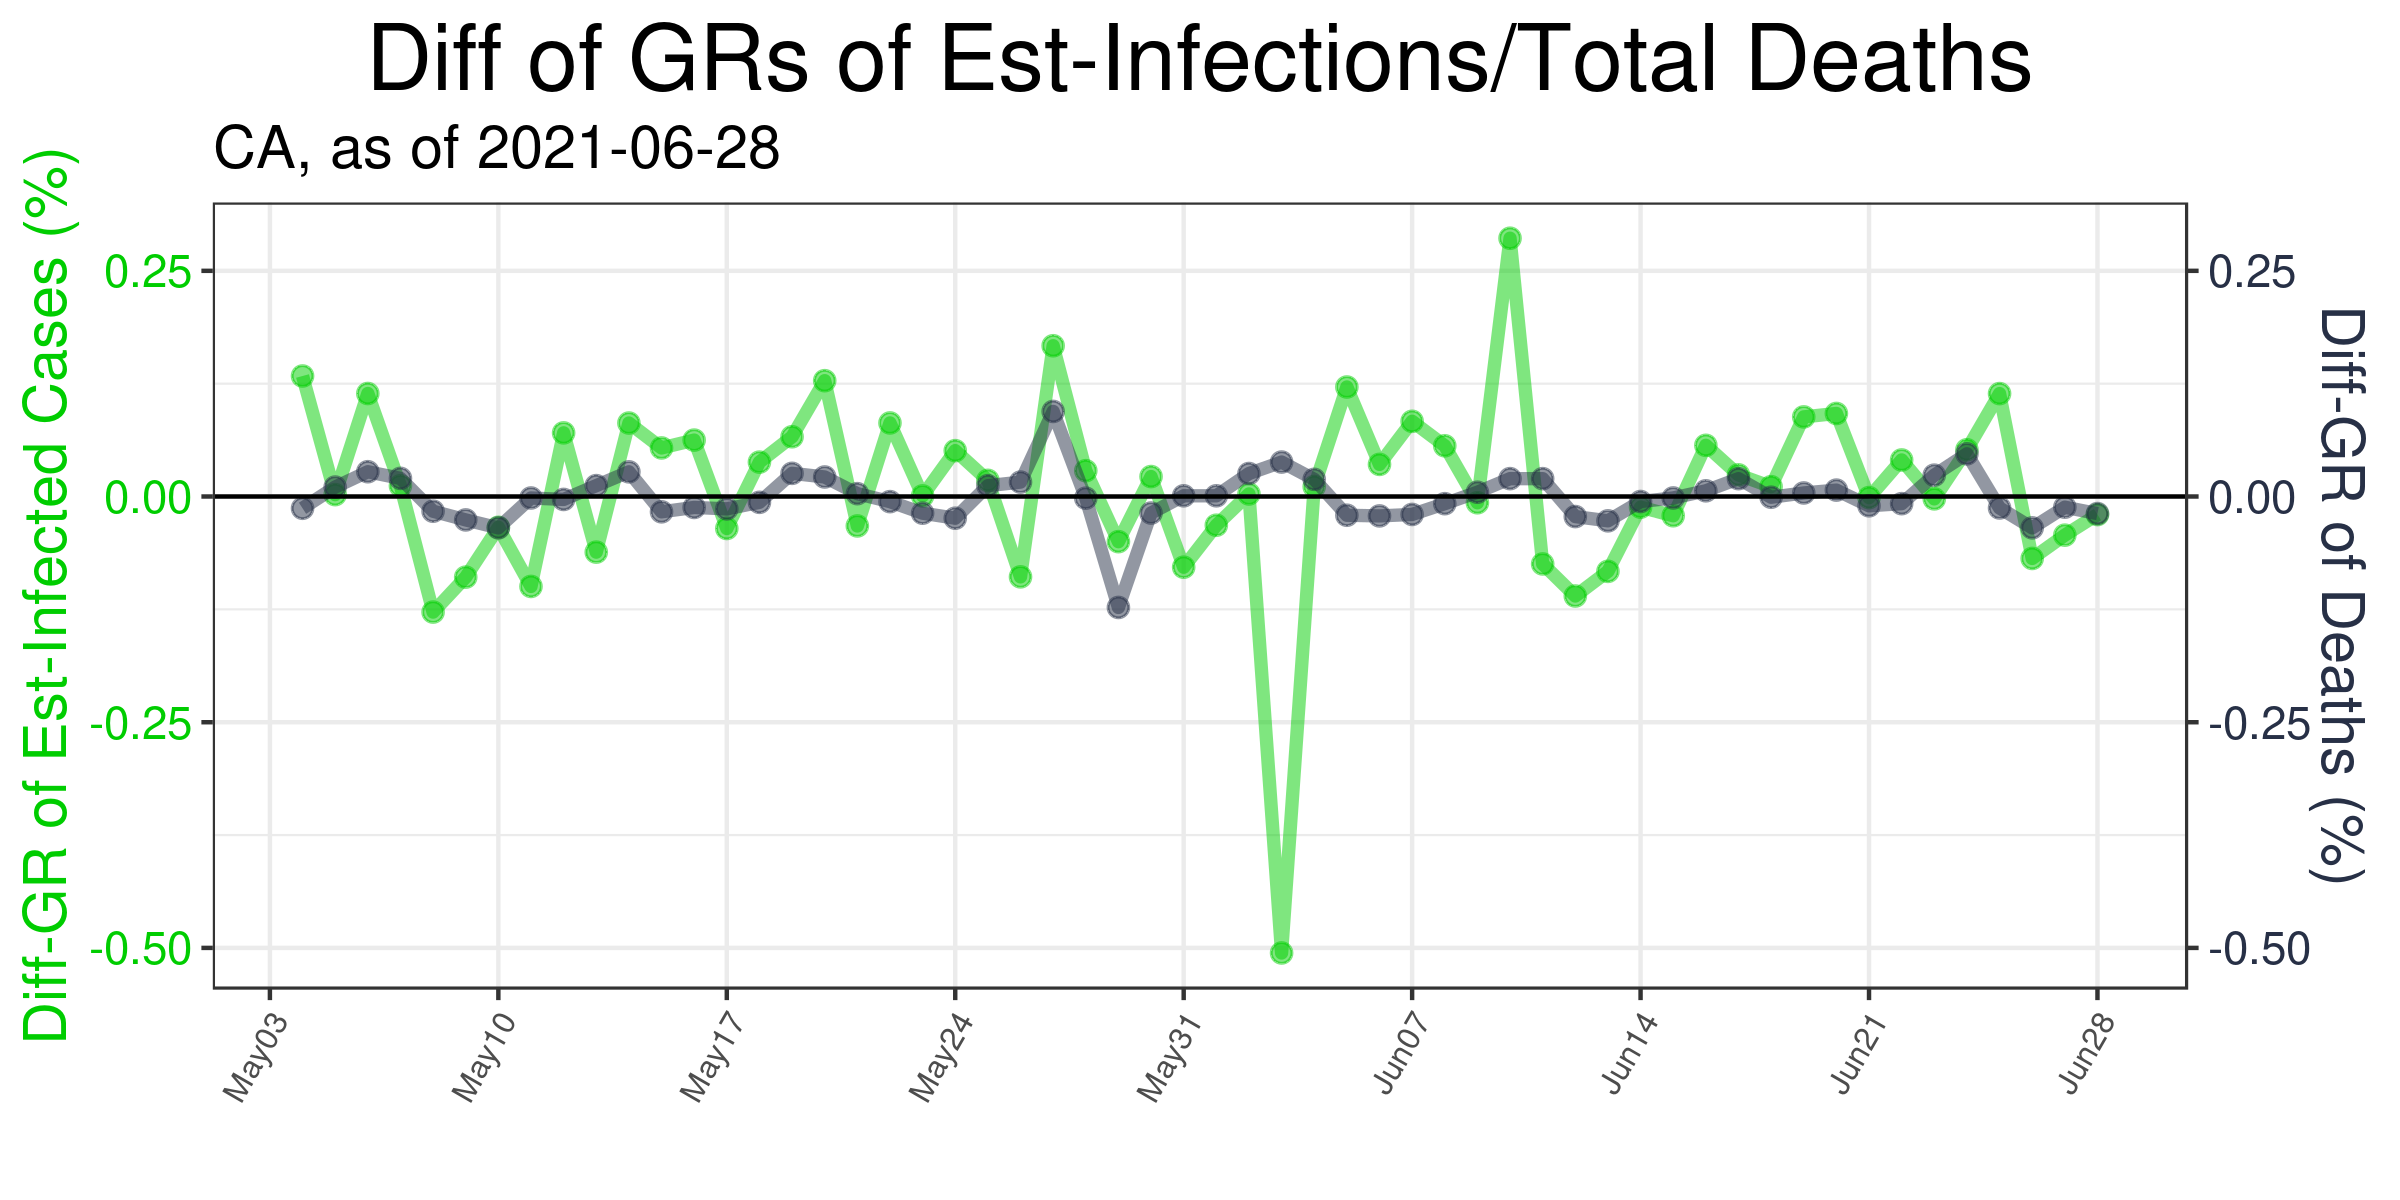 Diff of GRs of Est-Infections/Total Deaths
CA, as of 2021-06-28
Diff-GR of Est-Infected Cases (%)
0.25
0.00
-0.25
-0.50
0.25
0.00
-0.25
-0.50
Diff-GR of Deaths (%)
May03
May10
May17
May24
May31
Jun07
Jun14
Jun21
Jun28